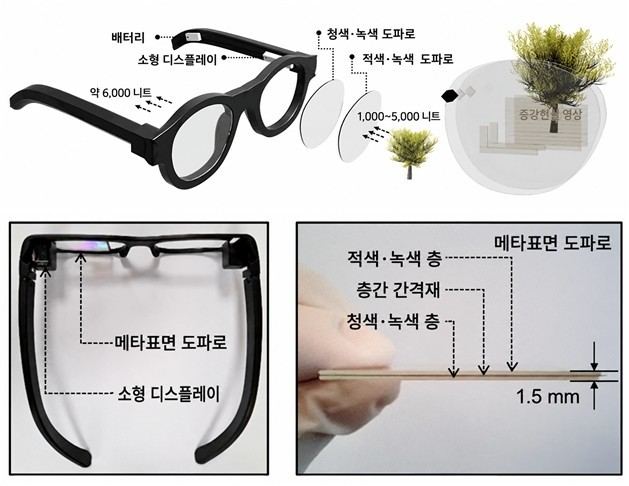 배터리
소형 디스플레이
약 6,000 니트
청색·녹색 도파로
적색·녹색 도파로
1,000~5,000 니트
증강현실 영상
메타표면 도파로
소형 디스플레이
메타표면 도파로
적색·녹색 층
층간 간격재
청색·녹색 층
1.5 mm